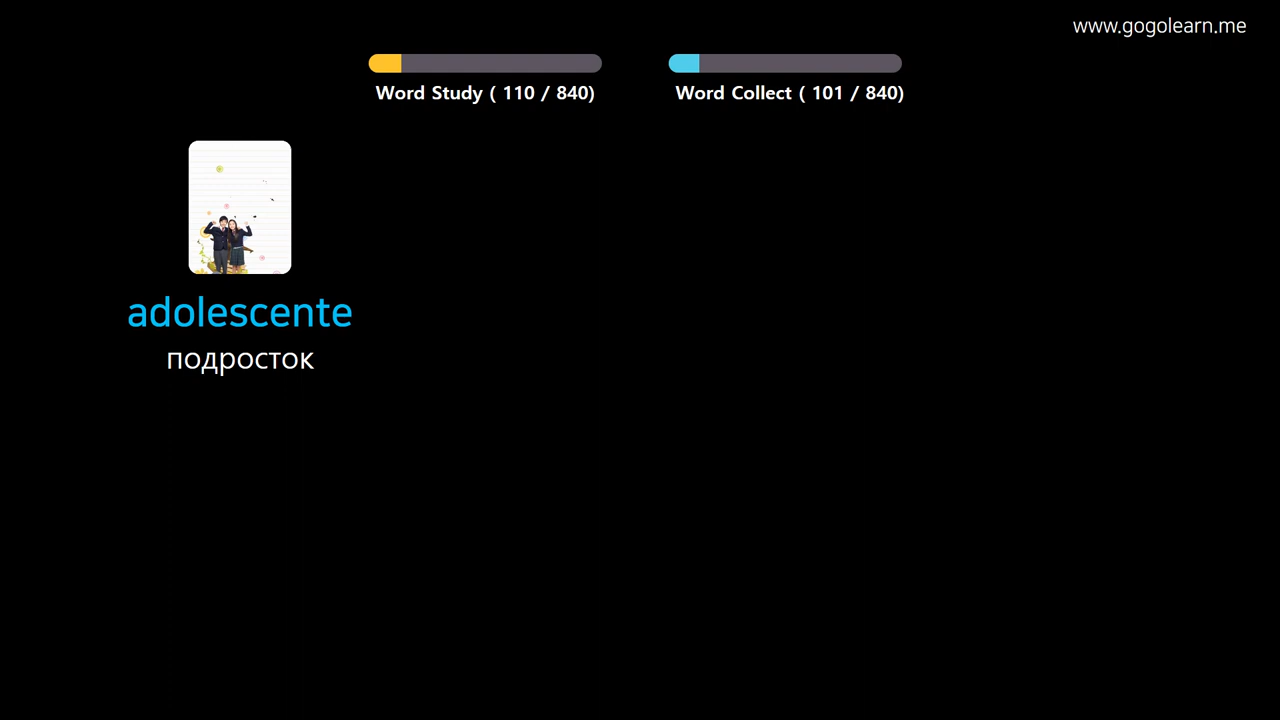 www.gogolearn.me
Word Study ( 110 / 840)
Word Collect ( 101 / 840)
adolescente
подросток